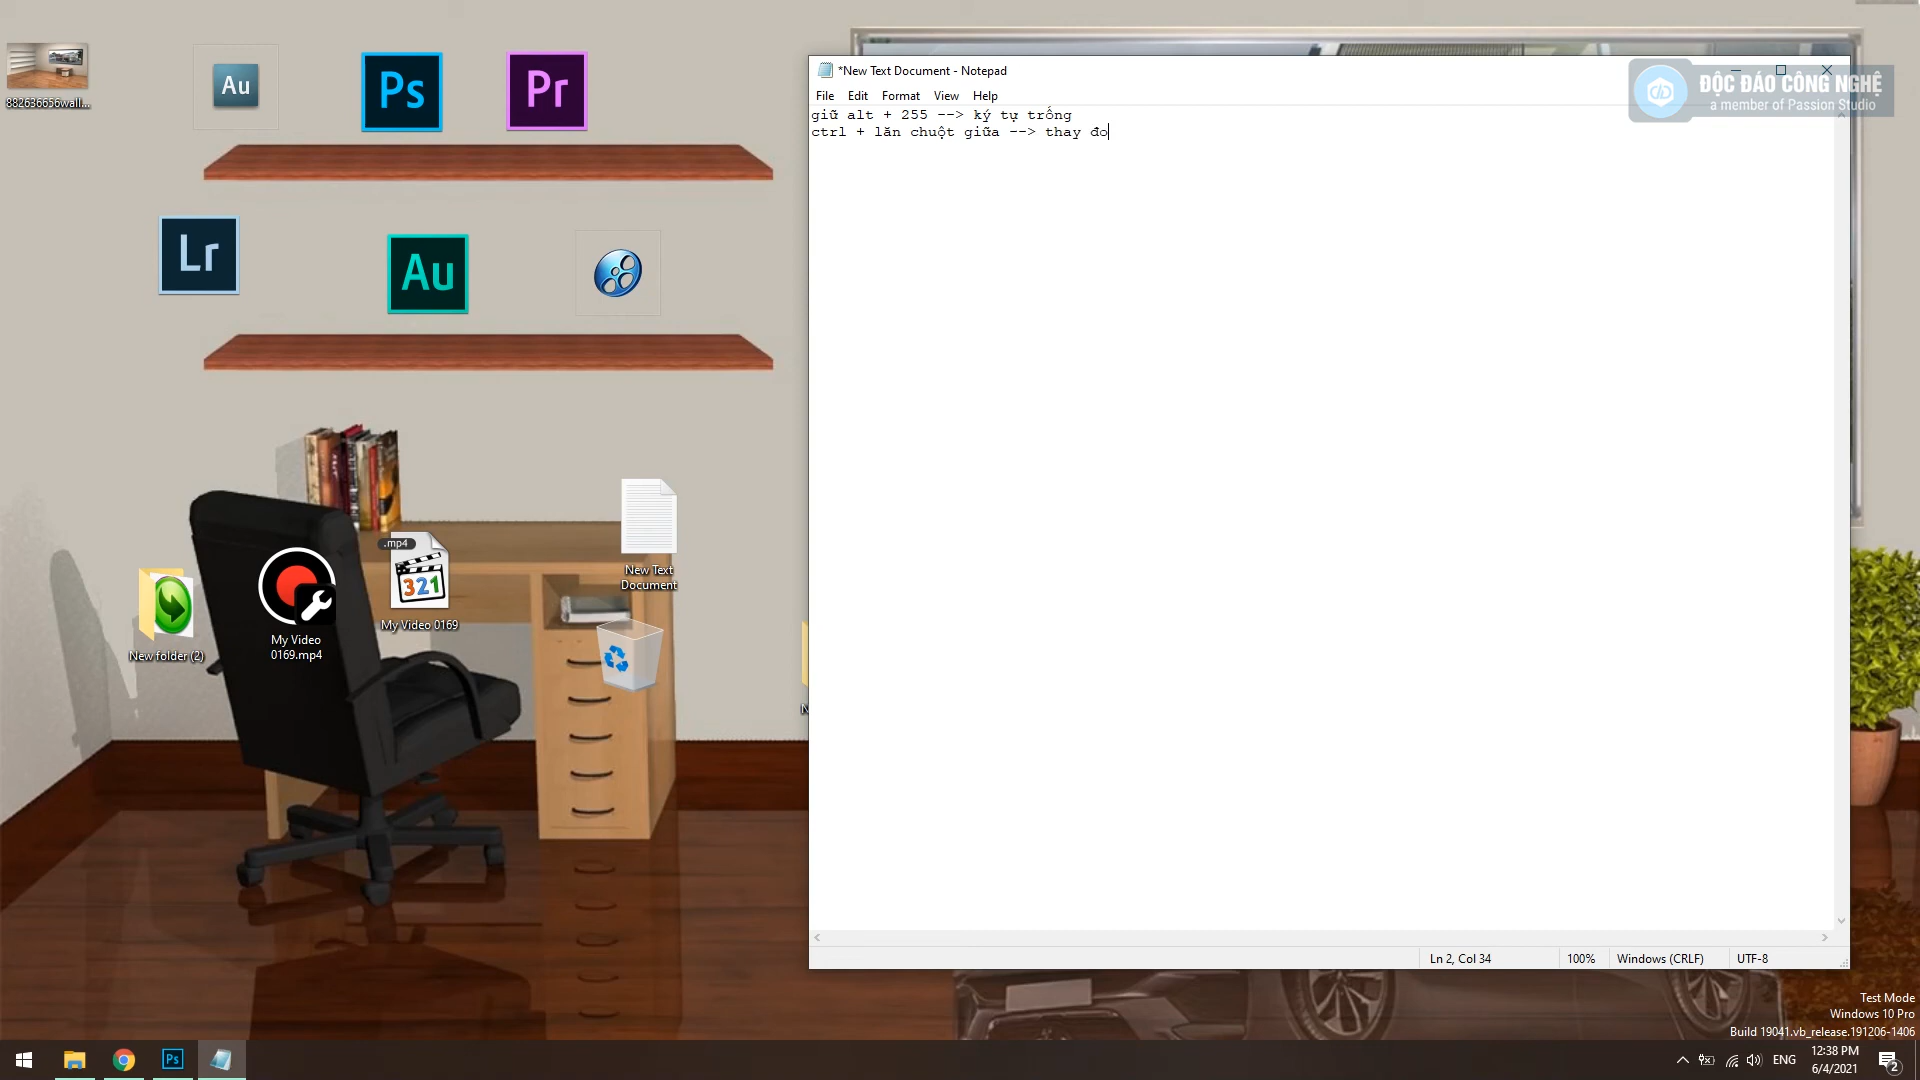 882636656wall...
Au
Ps
Pr
Lr
Au
.mp4
321
New folder (2)
My Video
0169.mp4
My Video 0169
New Text
Document
*New Text Document - Notepad
File Edit Format View Help
giữ alt + 255 --> ký tự trống
ctrl + lăn chuột giữa --> thay đo
Ln 2, Col 34
100%
Windows (CRLF)
UTF-8
ĐỘC ĐÁO CÔNG NGHỆ
a member of Passion Studio
Test Mode
Windows 10 Pro
Build 19041.vb_release.191206-1406
Ps
ENG
12:38 PM
6/4/2021
2